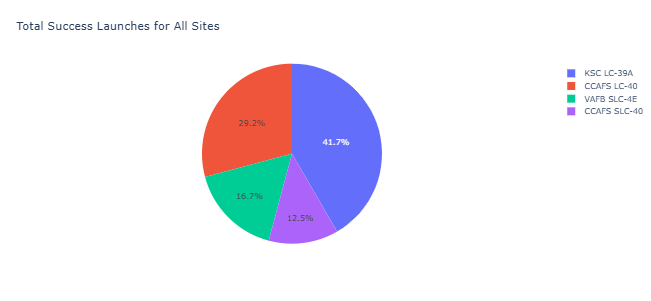 Total Success Launches for All Sites
KSC LC-39A
CCAFS LC-40
VAFB SLC-4E
CCAFS SLC-40
29.2%
41.7%
16.7%
12.5%